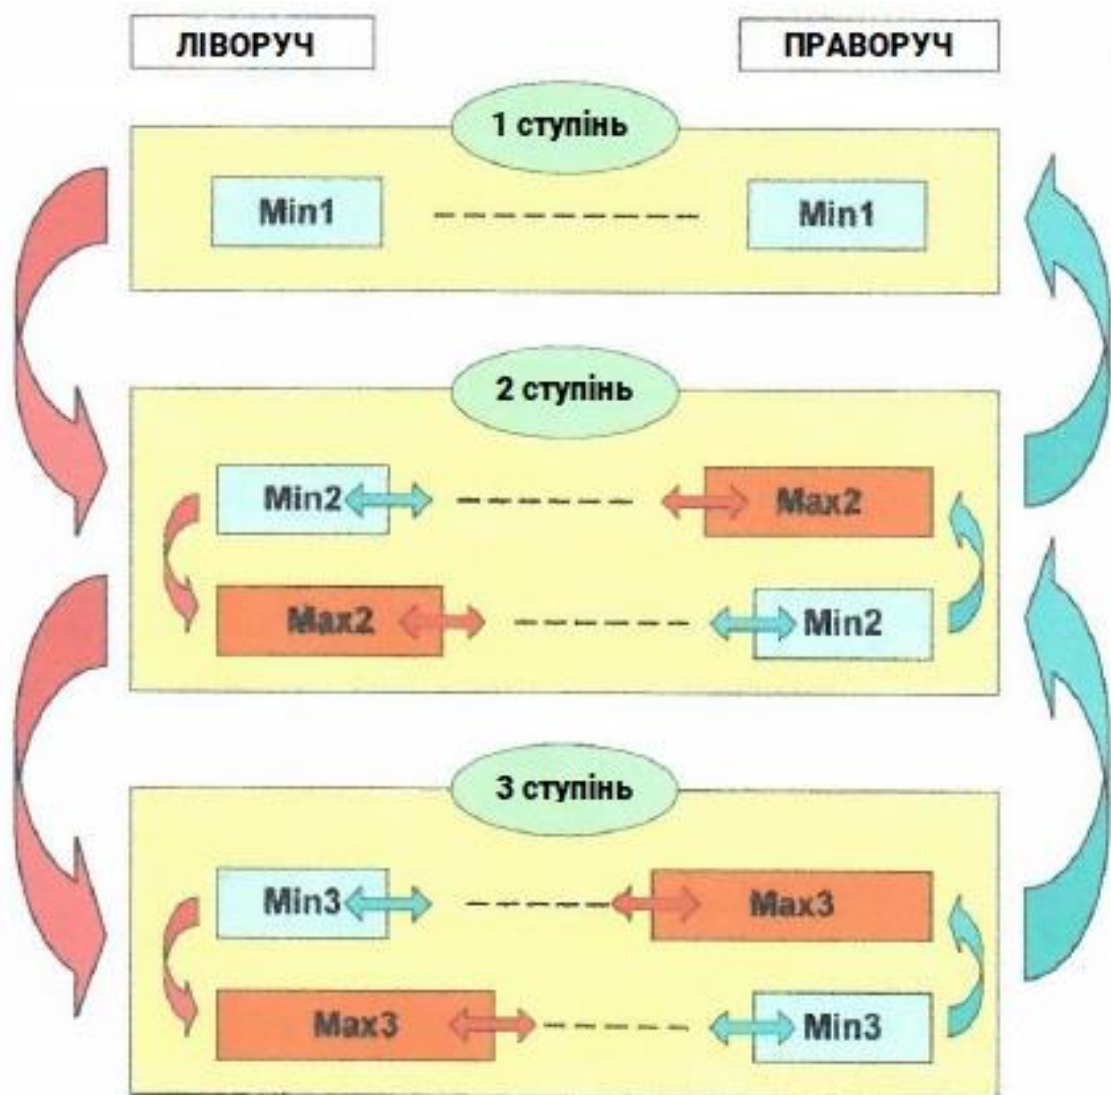 ЛІВОРУЧ ПРАВОРУЧ
1 ступінь
Min1 Min1
2 ступінь
Min2 Max2
Max2 Min2
3 ступінь
Min3 Max3
Max3 Min3